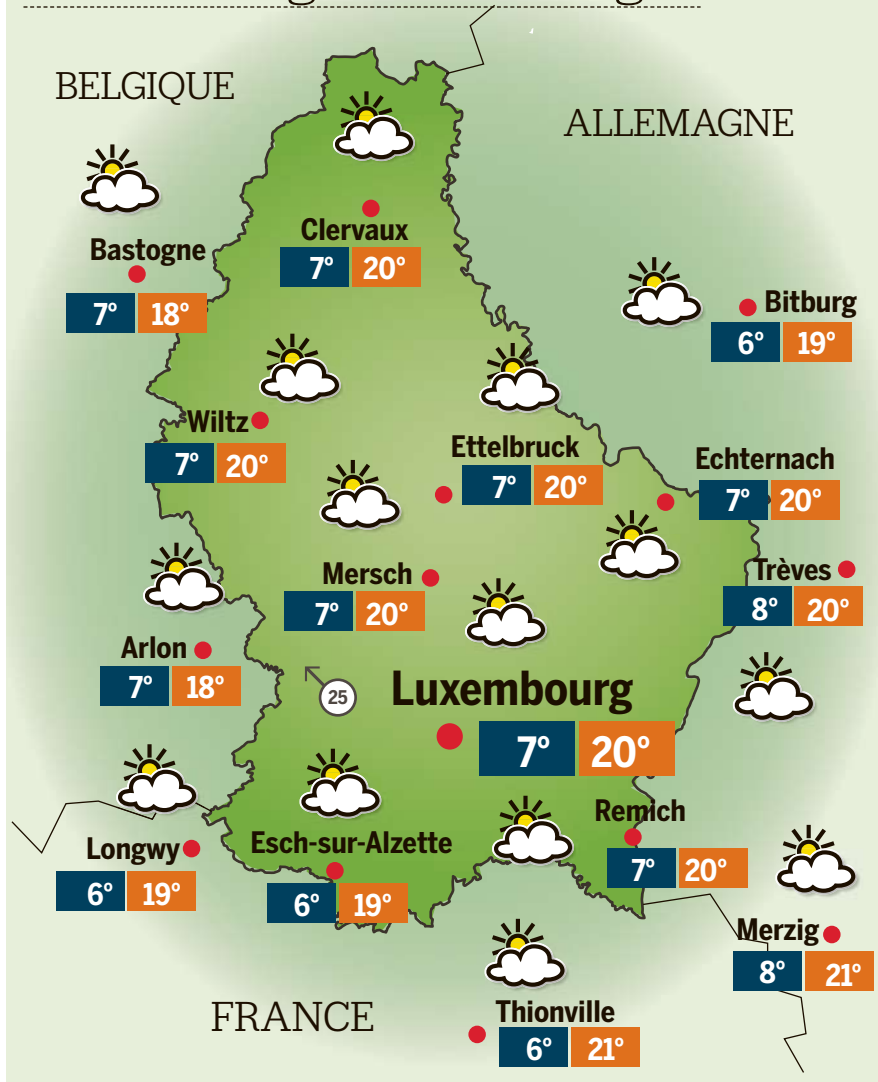 BELGIQUE
ALLEMAGNE
Clervaux
7° 20°
Bastogne
7° 18°
Bitburg
6° 19°
Wiltz
7° 20°
Ettelbruck
7° 20°
Echternach
7° 20°
Mersch
7° 20°
Trèves
8° 20°
Arlon
7° 18°
25
Luxembourg
7° 20°
Remich
7° 20°
Longwy
6° 19°
Esch-sur-Alzette
6° 19°
Merzig
8° 21°
FRANCE
Thionville
6° 21°